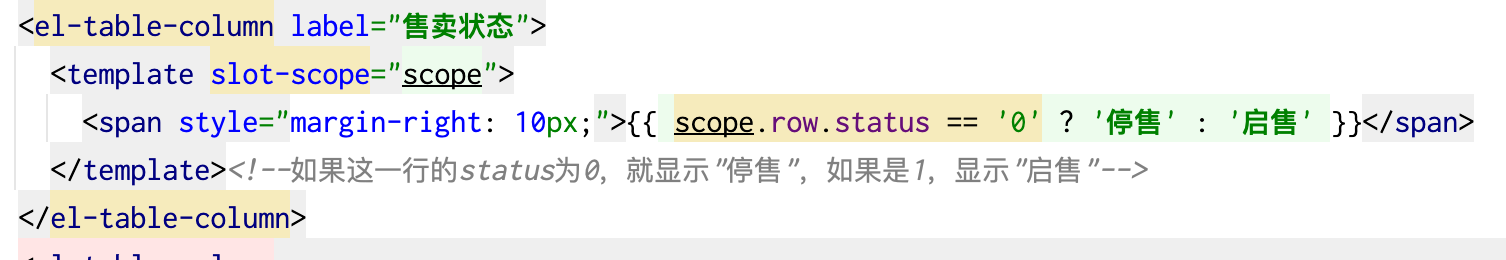 <el-table-column label="售卖状态">
<template slot-scope="scope">
<span style="margin-right: 10px;">{{ scope.row.status == '0' ? '停售' : '启售' }}</span>
</template><!--如果这一行的status为0，就显示"停售"，如果是1，显示"启售"-->
</el-table-column>